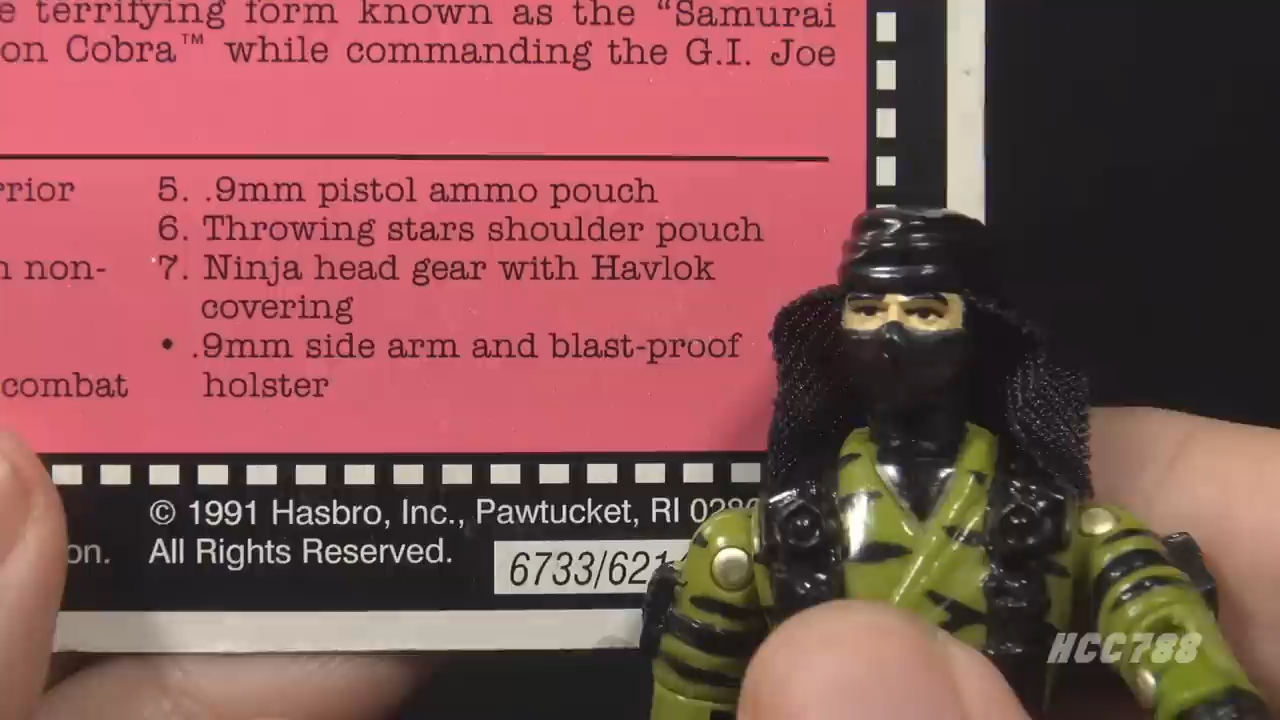 terrifying form known as the “Samurai
on Cobra™ while commanding the G.I. Joe
5. .9mm pistol ammo pouch
6. Throwing stars shoulder pouch
non- 7. Ninja head gear with Havlok
covering
• .9mm side arm and blast-proof
combat holster
© 1991 Hasbro, Inc., Pawtucket, RI
All Rights Reserved.
6733/621
HCC788